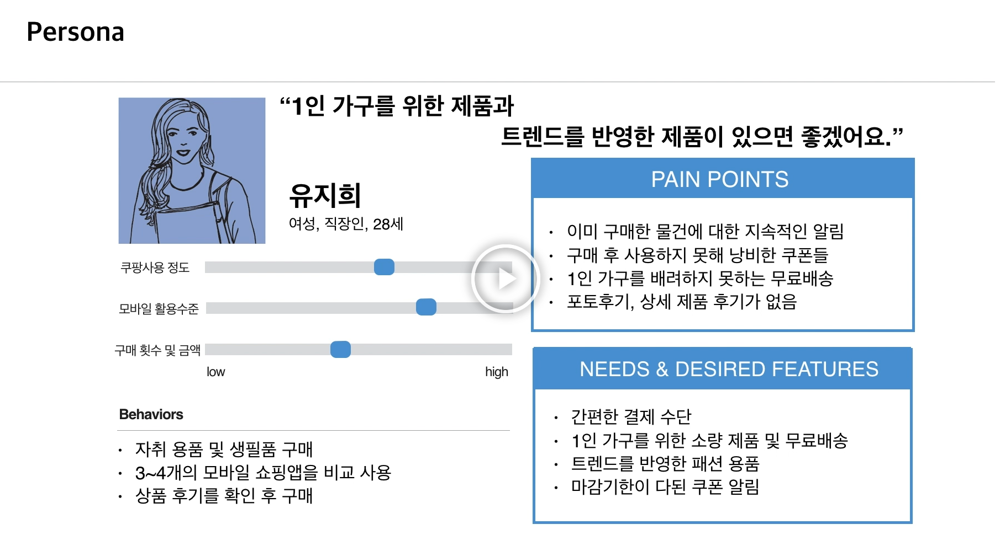 Persona
“1인 가구를 위한 제품과
트렌드를 반영한 제품이 있으면 좋겠어요.”
유지희
여성, 직장인, 28세
쿠팡사용 정도
모바일 활용수준
구매 횟수 및 금액
low high
Behaviors
· 자취 용품 및 생필품 구매
· 3~4개의 모바일 쇼핑앱을 비교 사용
· 상품 후기를 확인 후 구매
PAIN POINTS
· 이미 구매한 물건에 대한 지속적인 알림
· 구매 후 사용하지 못해 낭비한 쿠폰들
· 1인 가구를 배려하지 못하는 무료배송
· 포토후기, 상세 제품 후기가 없음
NEEDS & DESIRED FEATURES
· 간편한 결제 수단
· 1인 가구를 위한 소량 제품 및 무료배송
· 트렌드를 반영한 패션 용품
· 마감기한이 다된 쿠폰 알림